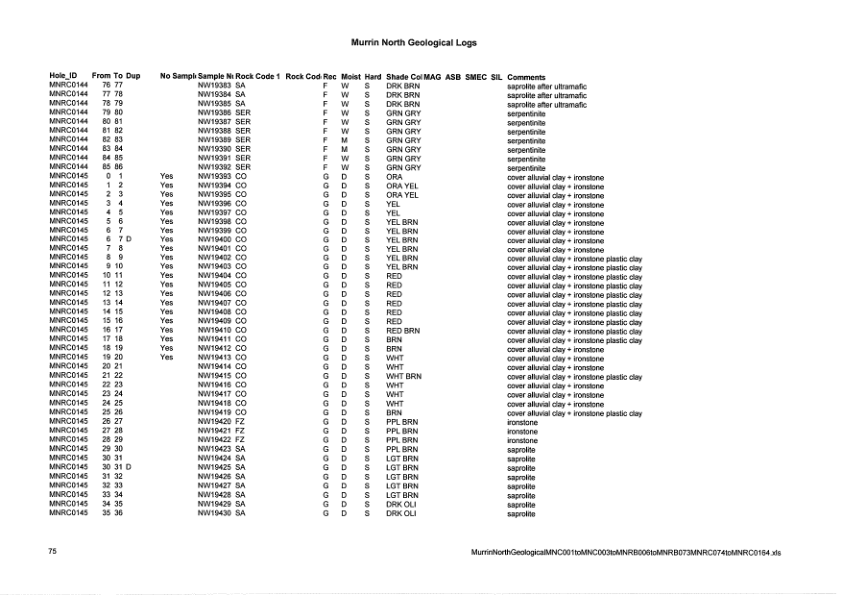 Murrin North Geological Logs
Hole_ID From To Dup No Sampl Sample Nu Rock Code 1 Rock Cod Rec Moist Hard Shade Col MAG ASB SMEC SIL Comments
MNRC0144 76 77 NW19383 SA F W S DRK BRN saprolite after ultramafic
MNRC0144 77 78 NW19384 SA F W S DRK BRN saprolite after ultramafic
MNRC0144 78 79 NW19385 SA F W S DRK BRN saprolite after ultramafic
MNRC0144 79 80 NW19386 SER F W S GRN GRY serpentinite
MNRC0144 80 81 NW19387 SER F W S GRN GRY serpentinite
MNRC0144 81 82 NW19388 SER F W S GRN GRY serpentinite
MNRC0144 82 83 NW19389 SER F M S GRN GRY serpentinite
MNRC0144 83 84 NW19390 SER F M S GRN GRY serpentinite
MNRC0144 84 85 NW19391 SER F W S GRN GRY serpentinite
MNRC0144 85 86 NW19392 SER F W S GRN GRY serpentinite
MNRC0145 0 1 Yes NW19393 CO G D S ORA cover alluvial clay + ironstone
MNRC0145 1 2 Yes NW19394 CO G D S ORA YEL cover alluvial clay + ironstone
MNRC0145 2 3 Yes NW19395 CO G D S ORA YEL cover alluvial clay + ironstone
MNRC0145 3 4 Yes NW19396 CO G D S YEL cover alluvial clay + ironstone
MNRC0145 4 5 Yes NW19397 CO G D S YEL cover alluvial clay + ironstone
MNRC0145 5 6 Yes NW19398 CO G D S YEL BRN cover alluvial clay + ironstone
MNRC0145 6 7 Yes NW19399 CO G D S YEL BRN cover alluvial clay + ironstone
MNRC0145 6 7 D Yes NW19400 CO G D S YEL BRN cover alluvial clay + ironstone
MNRC0145 7 8 Yes NW19401 CO G D S YEL BRN cover alluvial clay + ironstone
MNRC0145 8 9 Yes NW19402 CO G D S YEL BRN cover alluvial clay + ironstone plastic clay
MNRC0145 9 10 Yes NW19403 CO G D S YEL BRN cover alluvial clay + ironstone plastic clay
MNRC0145 10 11 Yes NW19404 CO G D S RED cover alluvial clay + ironstone plastic clay
MNRC0145 11 12 Yes NW19405 CO G D S RED cover alluvial clay + ironstone plastic clay
MNRC0145 12 13 Yes NW19406 CO G D S RED cover alluvial clay + ironstone plastic clay
MNRC0145 13 14 Yes NW19407 CO G D S RED cover alluvial clay + ironstone plastic clay
MNRC0145 14 15 Yes NW19408 CO G D S RED cover alluvial clay + ironstone plastic clay
MNRC0145 15 16 Yes NW19409 CO G D S RED cover alluvial clay + ironstone plastic clay
MNRC0145 16 17 Yes NW19410 CO G D S RED BRN cover alluvial clay + ironstone plastic clay
MNRC0145 17 18 Yes NW19411 CO G D S BRN cover alluvial clay + ironstone plastic clay
MNRC0145 18 19 Yes NW19412 CO G D S BRN cover alluvial clay + ironstone
MNRC0145 19 20 Yes NW19413 CO G D S WHT cover alluvial clay + ironstone
MNRC0145 20 21 NW19414 CO G D S WHT cover alluvial clay + ironstone
MNRC0145 21 22 NW19415 CO G D S WHT BRN cover alluvial clay + ironstone plastic clay
MNRC0145 22 23 NW19416 CO G D S WHT cover alluvial clay + ironstone
MNRC0145 23 24 NW19417 CO G D S WHT cover alluvial clay + ironstone
MNRC0145 24 25 NW19418 CO G D S WHT cover alluvial clay + ironstone
MNRC0145 25 26 NW19419 CO G D S BRN cover alluvial clay + ironstone plastic clay
MNRC0145 26 27 NW19420 FZ G D S PPL BRN ironstone
MNRC0145 27 28 NW19421 FZ G D S PPL BRN ironstone
MNRC0145 28 29 NW19422 FZ G D S PPL BRN ironstone
MNRC0145 29 30 NW19423 SA G D S PPL BRN saprolite
MNRC0145 30 31 NW19424 SA G D S LGT BRN saprolite
MNRC0145 30 31 D NW19425 SA G D S LGT BRN saprolite
MNRC0145 31 32 NW19426 SA G D S LGT BRN saprolite
MNRC0145 32 33 NW19427 SA G D S LGT BRN saprolite
MNRC0145 33 34 NW19428 SA G D S LGT BRN saprolite
MNRC0145 34 35 NW19429 SA G D S DRK OLI saprolite
MNRC0145 35 36 NW19430 SA G D S DRK OLI saprolite
75 MurrinNorthGeologicalMNC001toMNC003toMNRB006toMNRB073MNRC074toMNRC0164.xls